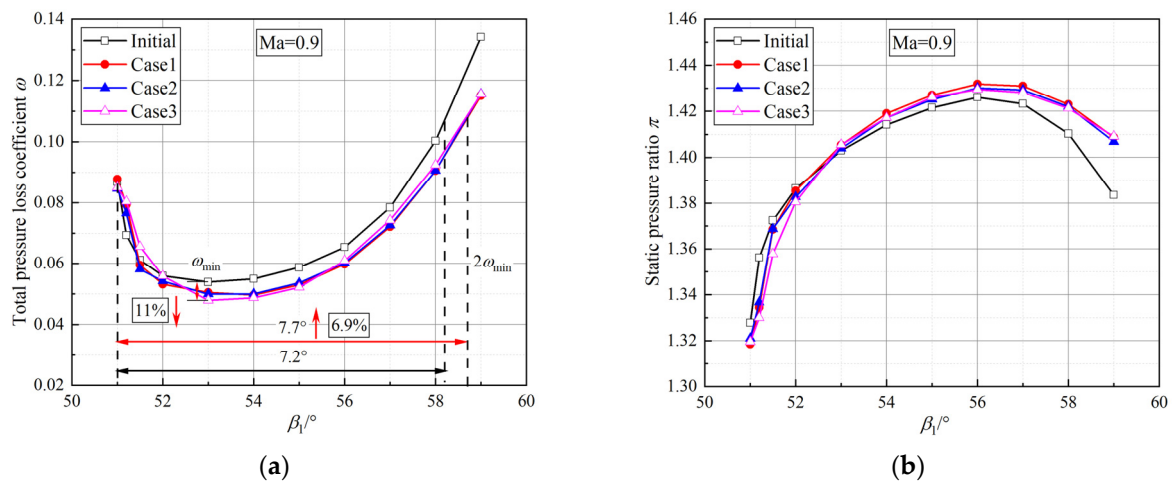 0.14
0.12
0.10
0.08
0.06
0.04
0.02
Total pressure loss coefficient ω
Initial
Case1
Case2
Case3
Ma=0.9
ωmin
2ωmin
11%
7.7°
6.9%
7.2°
50 52 54 56 58 60
β1/°
(a)
1.46
1.44
1.42
1.40
1.38
1.36
1.34
1.32
1.30
Static pressure ratio π
Initial
Case1
Case2
Case3
Ma=0.9
50 52 54 56 58 60
β1/°
(b)